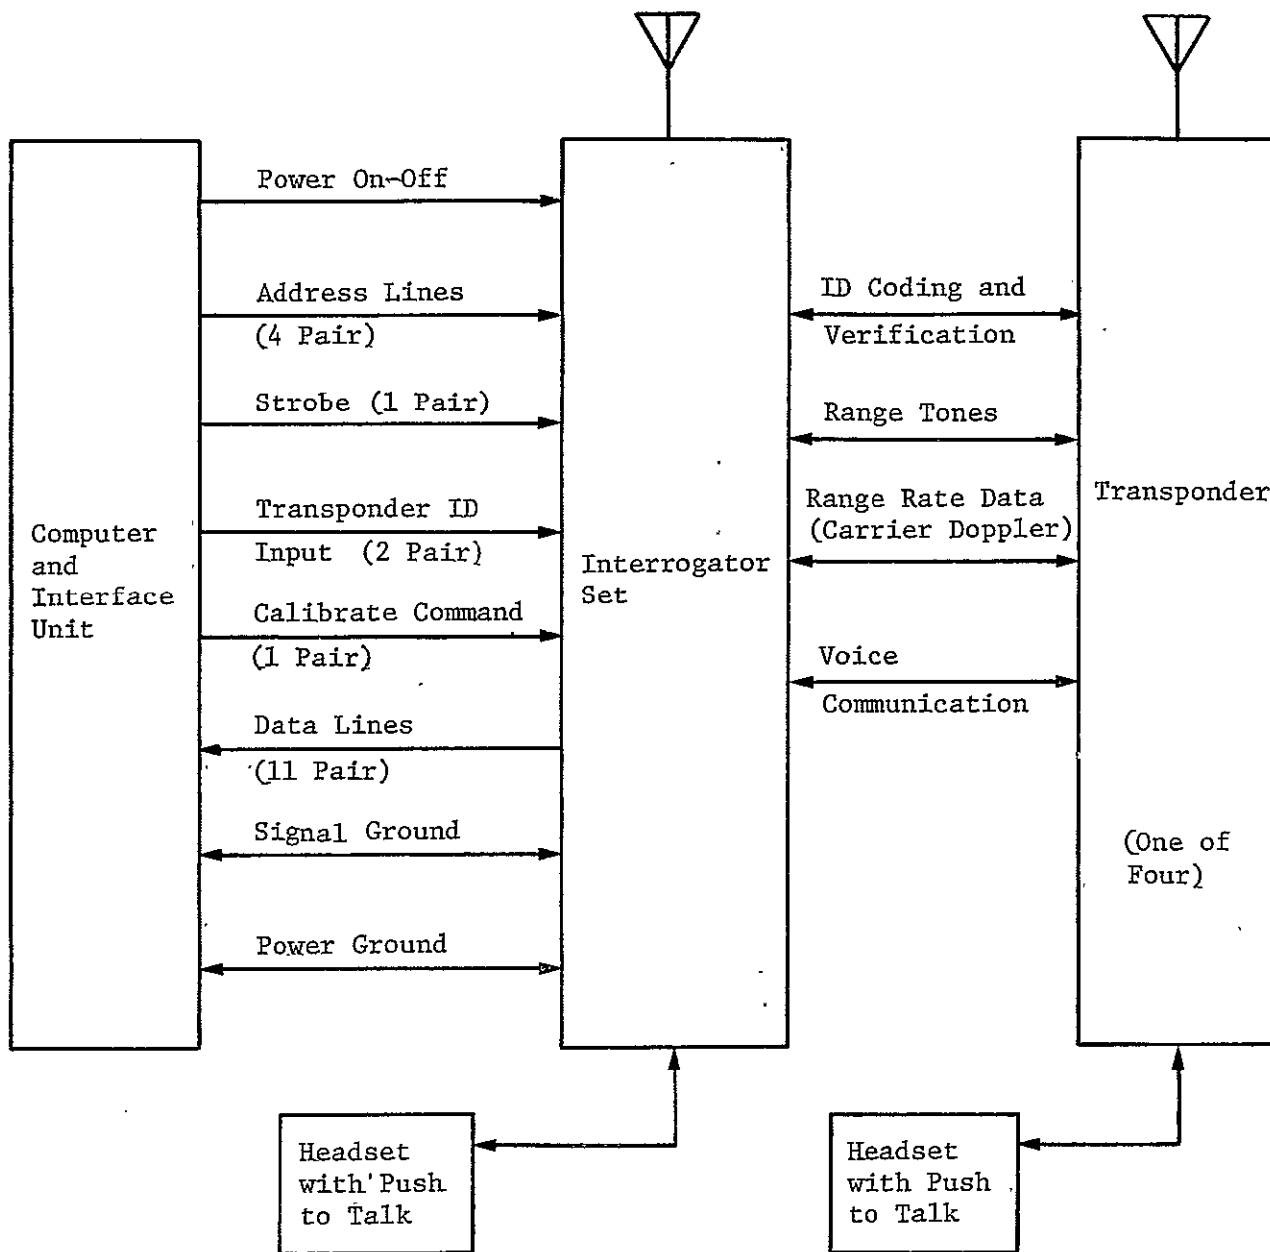 Power On-Off
Address Lines
(4 Pair)
Strobe (1 Pair)
Transponder ID
Input (2 Pair)
Calibrate Command
(1 Pair)
Data Lines
(11 Pair)
Signal Ground
Power Ground
Computer
and
Interface
Unit
Interrogator
Set
ID Coding and
Verification
Range Tones
Range Rate Data
(Carrier Doppler)
Voice
Communication
Transponder
(One of
Four)
Headset
with Push
to Talk
Headset
with Push
to Talk